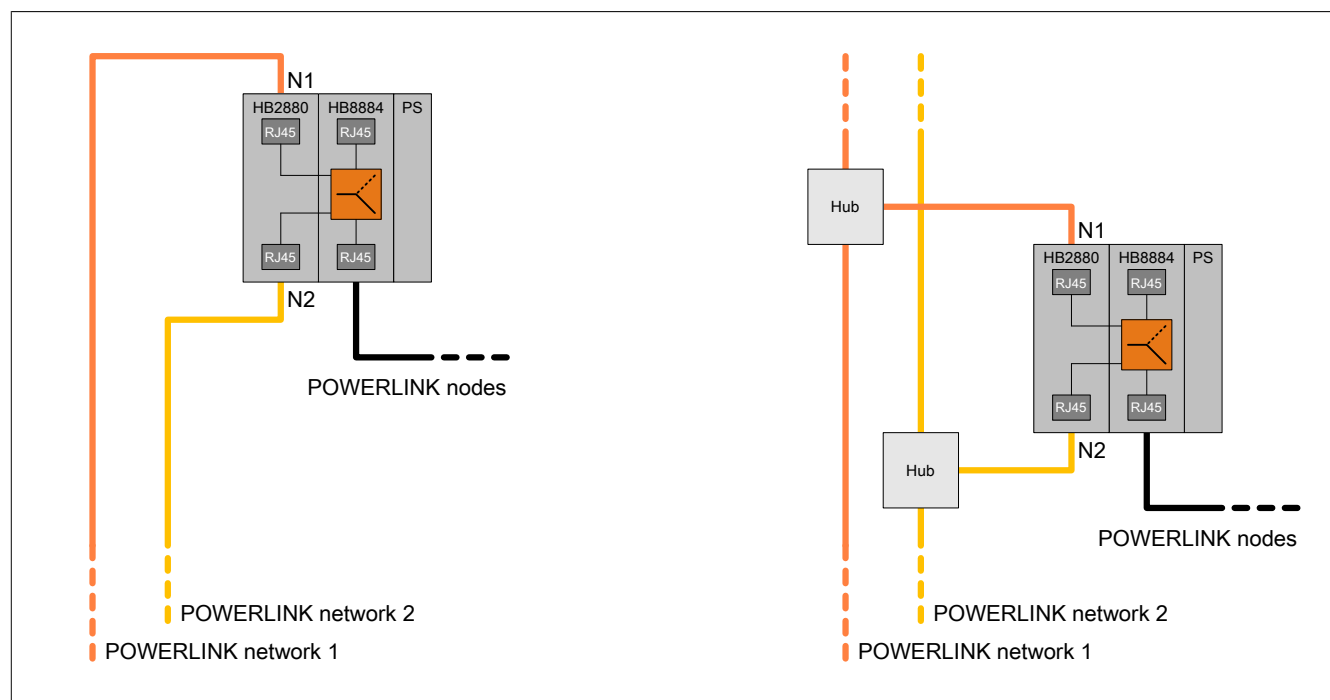 N1
HB2880 HB8884 PS
RJ45 RJ45
RJ45 RJ45
N2
POWERLINK nodes
POWERLINK network 2
POWERLINK network 1
Hub
N1
HB2880 HB8884 PS
RJ45 RJ45
RJ45 RJ45
N2
Hub
POWERLINK nodes
POWERLINK network 2
POWERLINK network 1